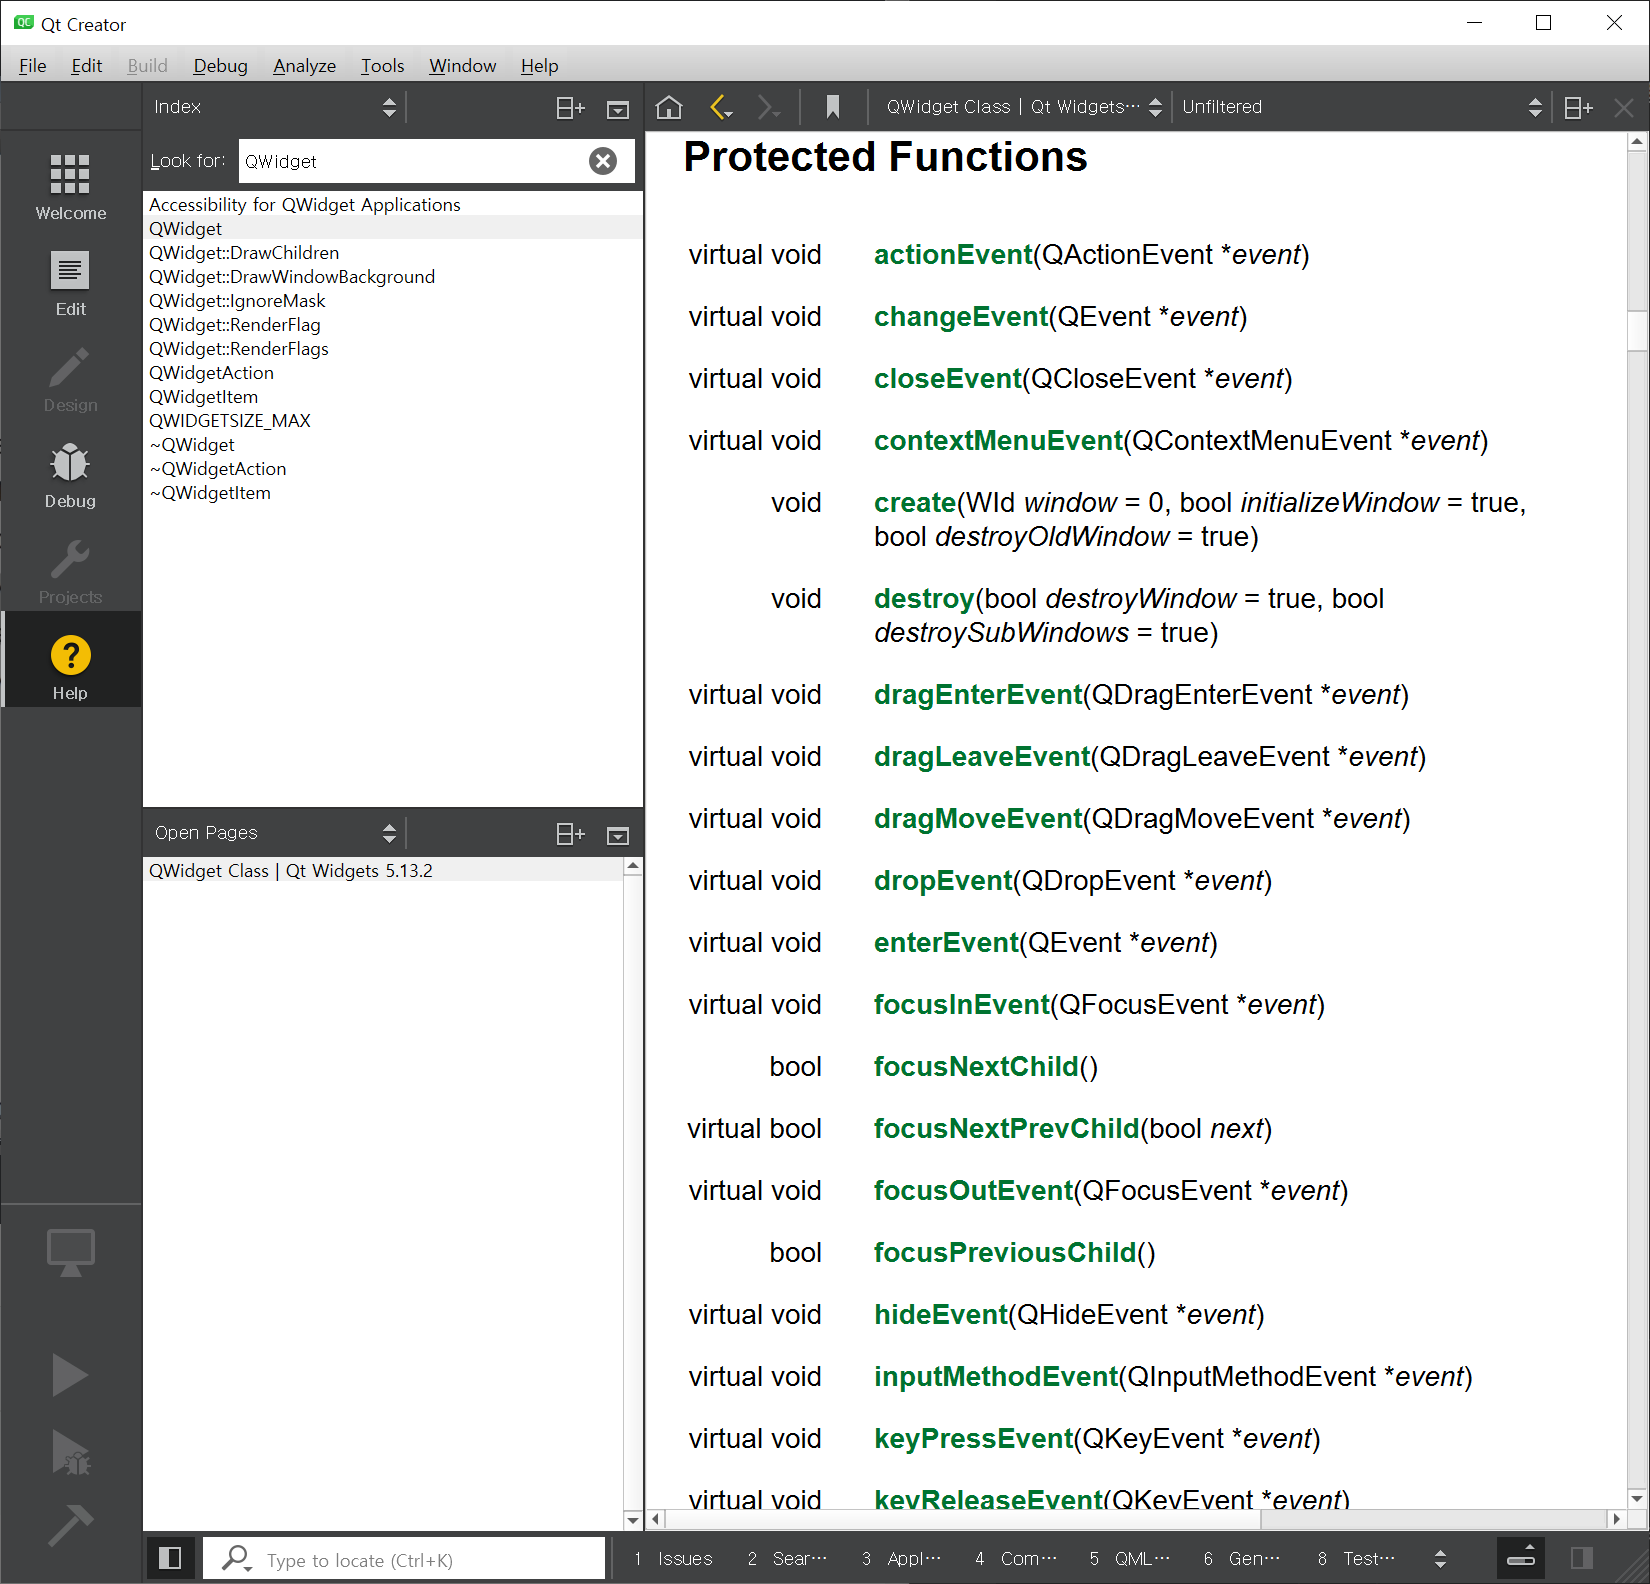 Qt Creator
File Edit Build Debug Analyze Tools Window Help
Index
QWidget Class | Qt Widgets⋯ Unfiltered
Look for: QWidget
Welcome
Edit
Design
Debug
Projects
Help
Accessibility for QWidget Applications
QWidget
QWidget::DrawChildren
QWidget::DrawWindowBackground
QWidget::IgnoreMask
QWidget::RenderFlag
QWidget::RenderFlags
QWidgetAction
QWidgetItem
QWIDGETSIZE_MAX
~QWidget
~QWidgetAction
~QWidgetItem
Open Pages
QWidget Class | Qt Widgets 5.13.2
Protected Functions
virtual void actionEvent(QActionEvent *event)
virtual void changeEvent(QEvent *event)
virtual void closeEvent(QCloseEvent *event)
virtual void contextMenuEvent(QContextMenuEvent *event)
void create(WId window = 0, bool initializeWindow = true,
bool destroyOldWindow = true)
void destroy(bool destroyWindow = true, bool
destroySubWindows = true)
virtual void dragEnterEvent(QDragEnterEvent *event)
virtual void dragLeaveEvent(QDragLeaveEvent *event)
virtual void dragMoveEvent(QDragMoveEvent *event)
virtual void dropEvent(QDropEvent *event)
virtual void enterEvent(QEvent *event)
virtual void focusInEvent(QFocusEvent *event)
bool focusNextChild()
virtual bool focusNextPrevChild(bool next)
virtual void focusOutEvent(QFocusEvent *event)
bool focusPreviousChild()
virtual void hideEvent(QHideEvent *event)
virtual void inputMethodEvent(QInputMethodEvent *event)
virtual void keyPressEvent(QKeyEvent *event)
virtual void keyReleaseEvent(QKeyEvent *event)
Type to locate (Ctrl+K)
1 Issues 2 Sear⋯ 3 Appl⋯ 4 Com⋯ 5 QML⋯ 6 Gen⋯ 8 Test⋯